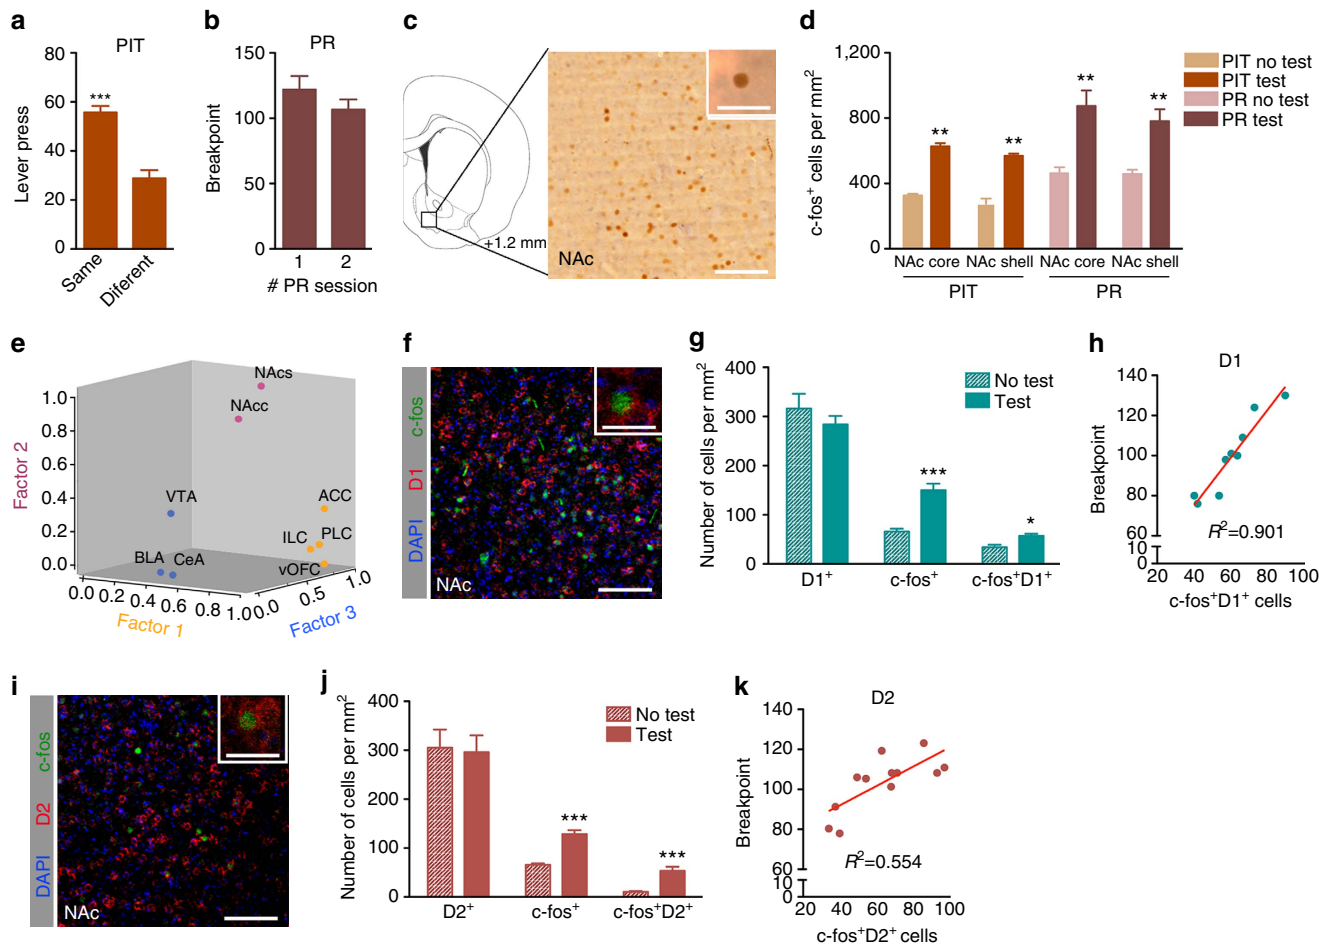 a
PIT
Lever press
80
60
40
20
0
***
Same
Diferent
b
PR
Breakpoint
150
100
50
0
1 2
# PR session
c
+1.2 mm
NAc
d
c-fos+ cells per mm2
1,200
800
400
0
**
**
**
**
NAc core NAc shell NAc core NAc shell
PIT PR
PIT no test
PIT test
PR no test
PR test
e
Factor 2
1.0
0.8
0.6
0.4
0.2
0.0
NAcs
NAcc
VTA
ACC
ILC PLC
BLA CeA
vOFC
0.0 0.2 0.4 0.6 0.8 1.0
0.0 0.5 1.0
Factor 1
Factor 3
f
DAPI D1 c-fos
NAc
g
Number of cells per mm2
400
300
200
100
0
No test
Test
***
*
D1+ c-fos+ c-fos+D1+
h
D1
Breakpoint
140
120
100
80
60
10
0
R2=0.901
20 40 60 80 100
c-fos+D1+ cells
i
DAPI D2 c-fos
NAc
j
Number of cells per mm2
400
300
200
100
0
No test
Test
***
***
D2+ c-fos+ c-fos+D2+
k
D2
Breakpoint
140
120
100
80
60
10
0
R2=0.554
20 40 60 80 100
c-fos+D2+ cells